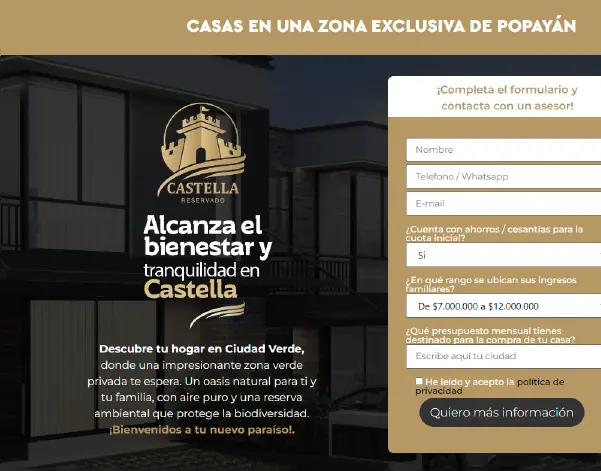 CASAS EN UNA ZONA EXCLUSIVA DE POPAYÁN
CASTELLA
RESERVADO
Alcanza el
bienestar y
tranquilidad en
Castella
Descubre tu hogar en Ciudad Verde,
donde una impresionante zona verde
privada te espera. Un oasis natural para ti y
tu familia, con aire puro y una reserva
ambiental que protege la biodiversidad.
¡Bienvenidos a tu nuevo paraíso!.
¡Completa el formulario y
contacta con un asesor!
Nombre
Telefono / Whatsapp
E-mail
¿Cuenta con ahorros / cesantías para la
cuota inicial?
Si
¿En qué rango se ubican sus ingresos
familiares?
De $7.000.000 a $12.000.000
¿Qué presupuesto mensual tienes
destinado para la compra de tu casa?
Escribe aquí tu ciudad
He leído y acepto la política de
privacidad
Quiero más información